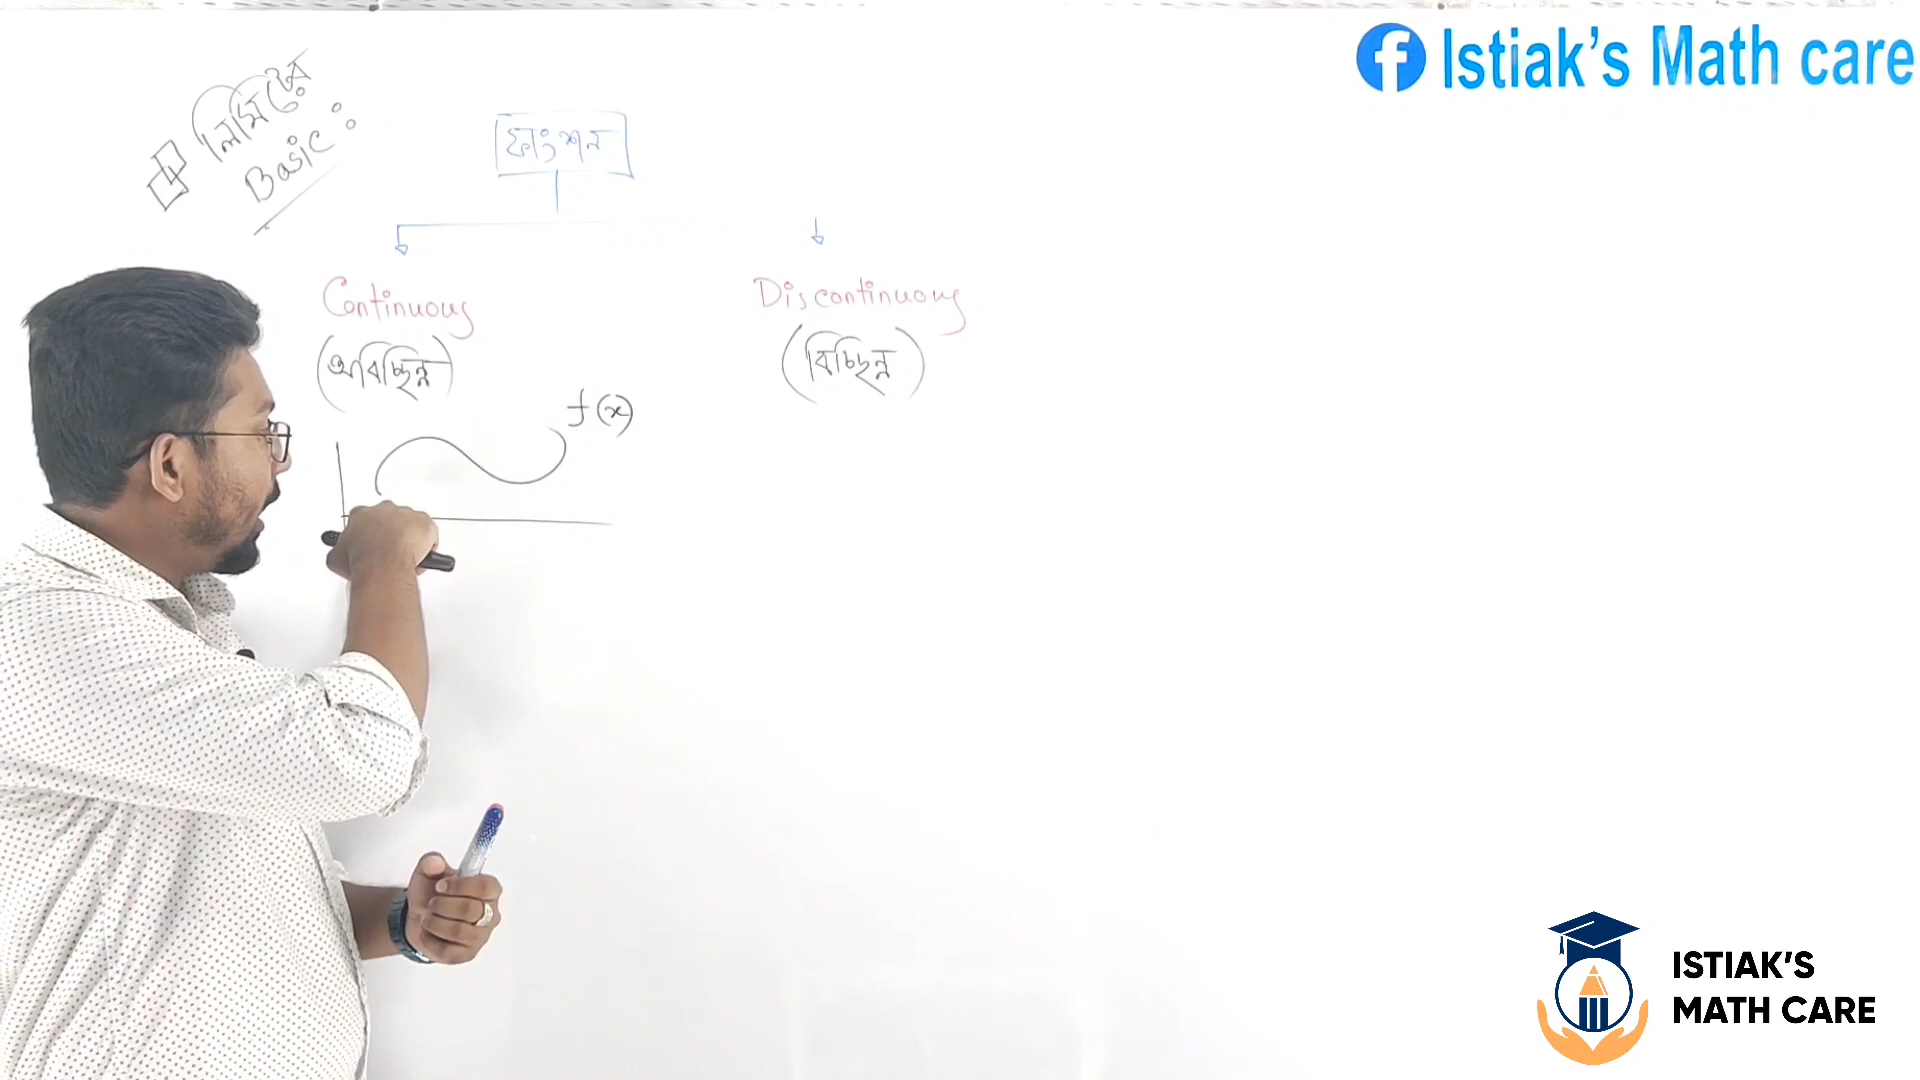 Istiak's Math care
লিমিটের
Basic :
ফাংশন
Continuous
Discontinuous
(অবিচ্ছিন্ন)
(বিচ্ছিন্ন)
f(x)
ISTIAK'S
MATH CARE